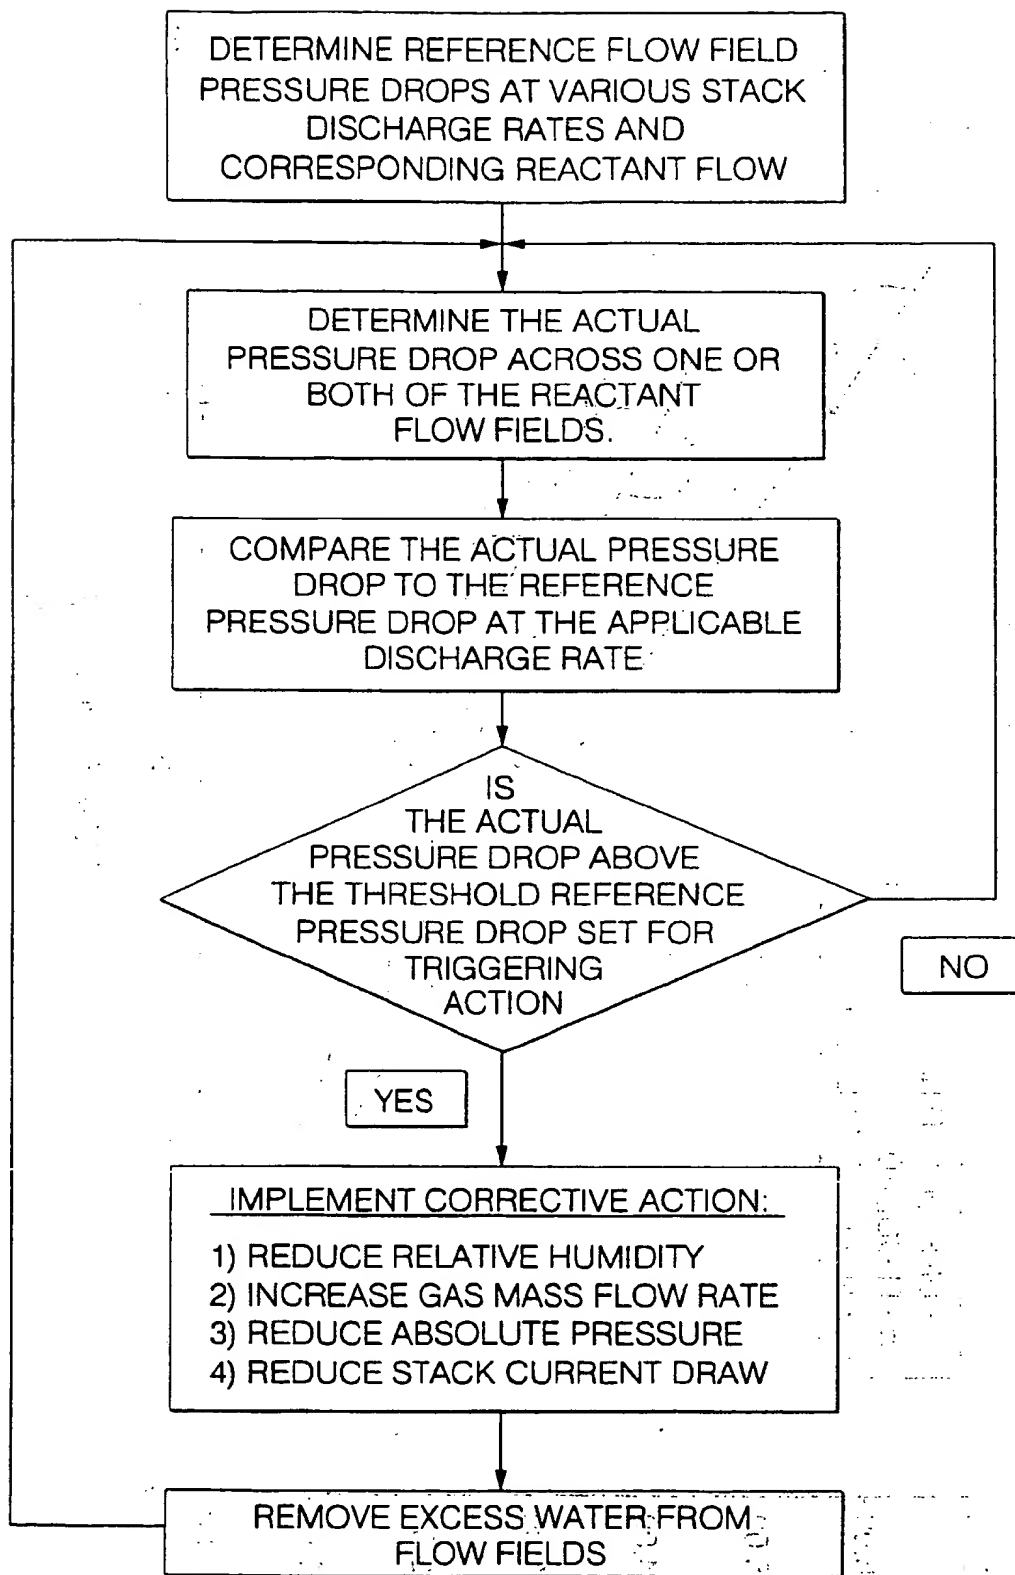 DETERMINE REFERENCE FLOW FIELD
PRESSURE DROPS AT VARIOUS STACK
DISCHARGE RATES AND
CORRESPONDING REACTANT FLOW
DETERMINE THE ACTUAL
PRESSURE DROP ACROSS ONE OR
BOTH OF THE REACTANT
FLOW FIELDS.
COMPARE THE ACTUAL PRESSURE
DROP TO THE REFERENCE
PRESSURE DROP AT THE APPLICABLE
DISCHARGE RATE
IS
THE ACTUAL
PRESSURE DROP ABOVE
THE THRESHOLD REFERENCE
PRESSURE DROP SET FOR
TRIGGERING
ACTION
NO
YES
IMPLEMENT CORRECTIVE ACTION:
1) REDUCE RELATIVE HUMIDITY
2) INCREASE GAS MASS FLOW RATE
3) REDUCE ABSOLUTE PRESSURE
4) REDUCE STACK CURRENT DRAW
REMOVE EXCESS WATER FROM
FLOW FIELDS